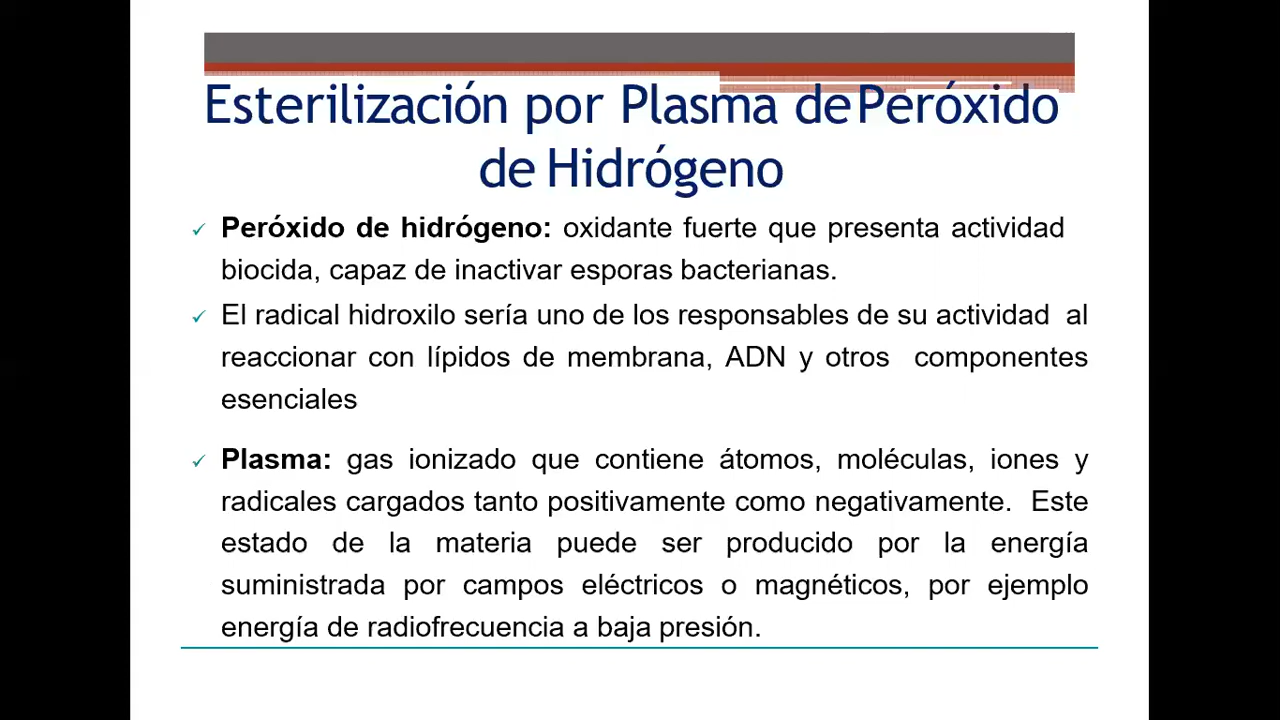 Esterilización por Plasma dePeróxido
de Hidrógeno
✓ Peróxido de hidrógeno: oxidante fuerte que presenta actividad
biocida, capaz de inactivar esporas bacterianas.
✓ El radical hidroxilo sería uno de los responsables de su actividad al
reaccionar con lípidos de membrana, ADN y otros componentes
esenciales
✓ Plasma: gas ionizado que contiene átomos, moléculas, iones y
radicales cargados tanto positivamente como negativamente. Este
estado de la materia puede ser producido por la energía
suministrada por campos eléctricos o magnéticos, por ejemplo
energía de radiofrecuencia a baja presión.